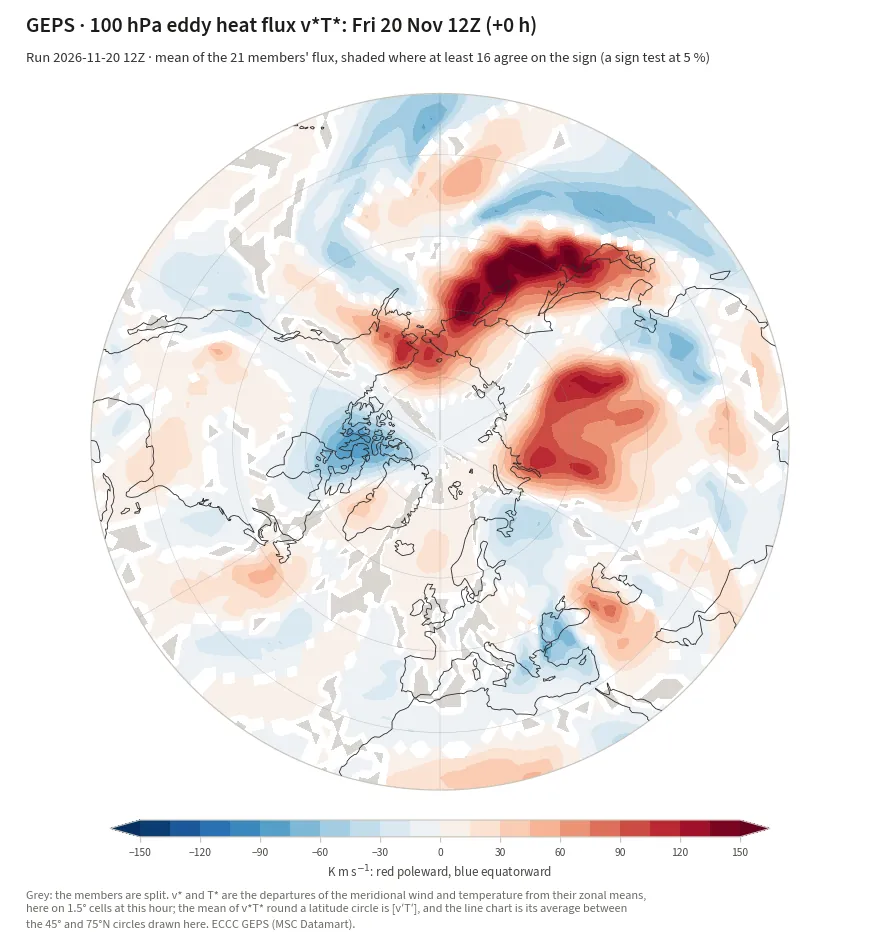 GEPS · 100 hPa eddy heat flux v*T*: Fri 20 Nov 12Z (+0 h)
Run 2026-11-20 12Z · mean of the 21 members' flux, shaded where at least 16 agree on the sign (a sign test at 5 %)
−150 −120 −90 −60 −30 0 30 60 90 120 150
K m s⁻¹: red poleward, blue equatorward
Grey: the members are split. v* and T* are the departures of the meridional wind and temperature from their zonal means,
here on 1.5° cells at this hour; the mean of v*T* round a latitude circle is [v'T'], and the line chart is its average between
the 45° and 75°N circles drawn here. ECCC GEPS (MSC Datamart).